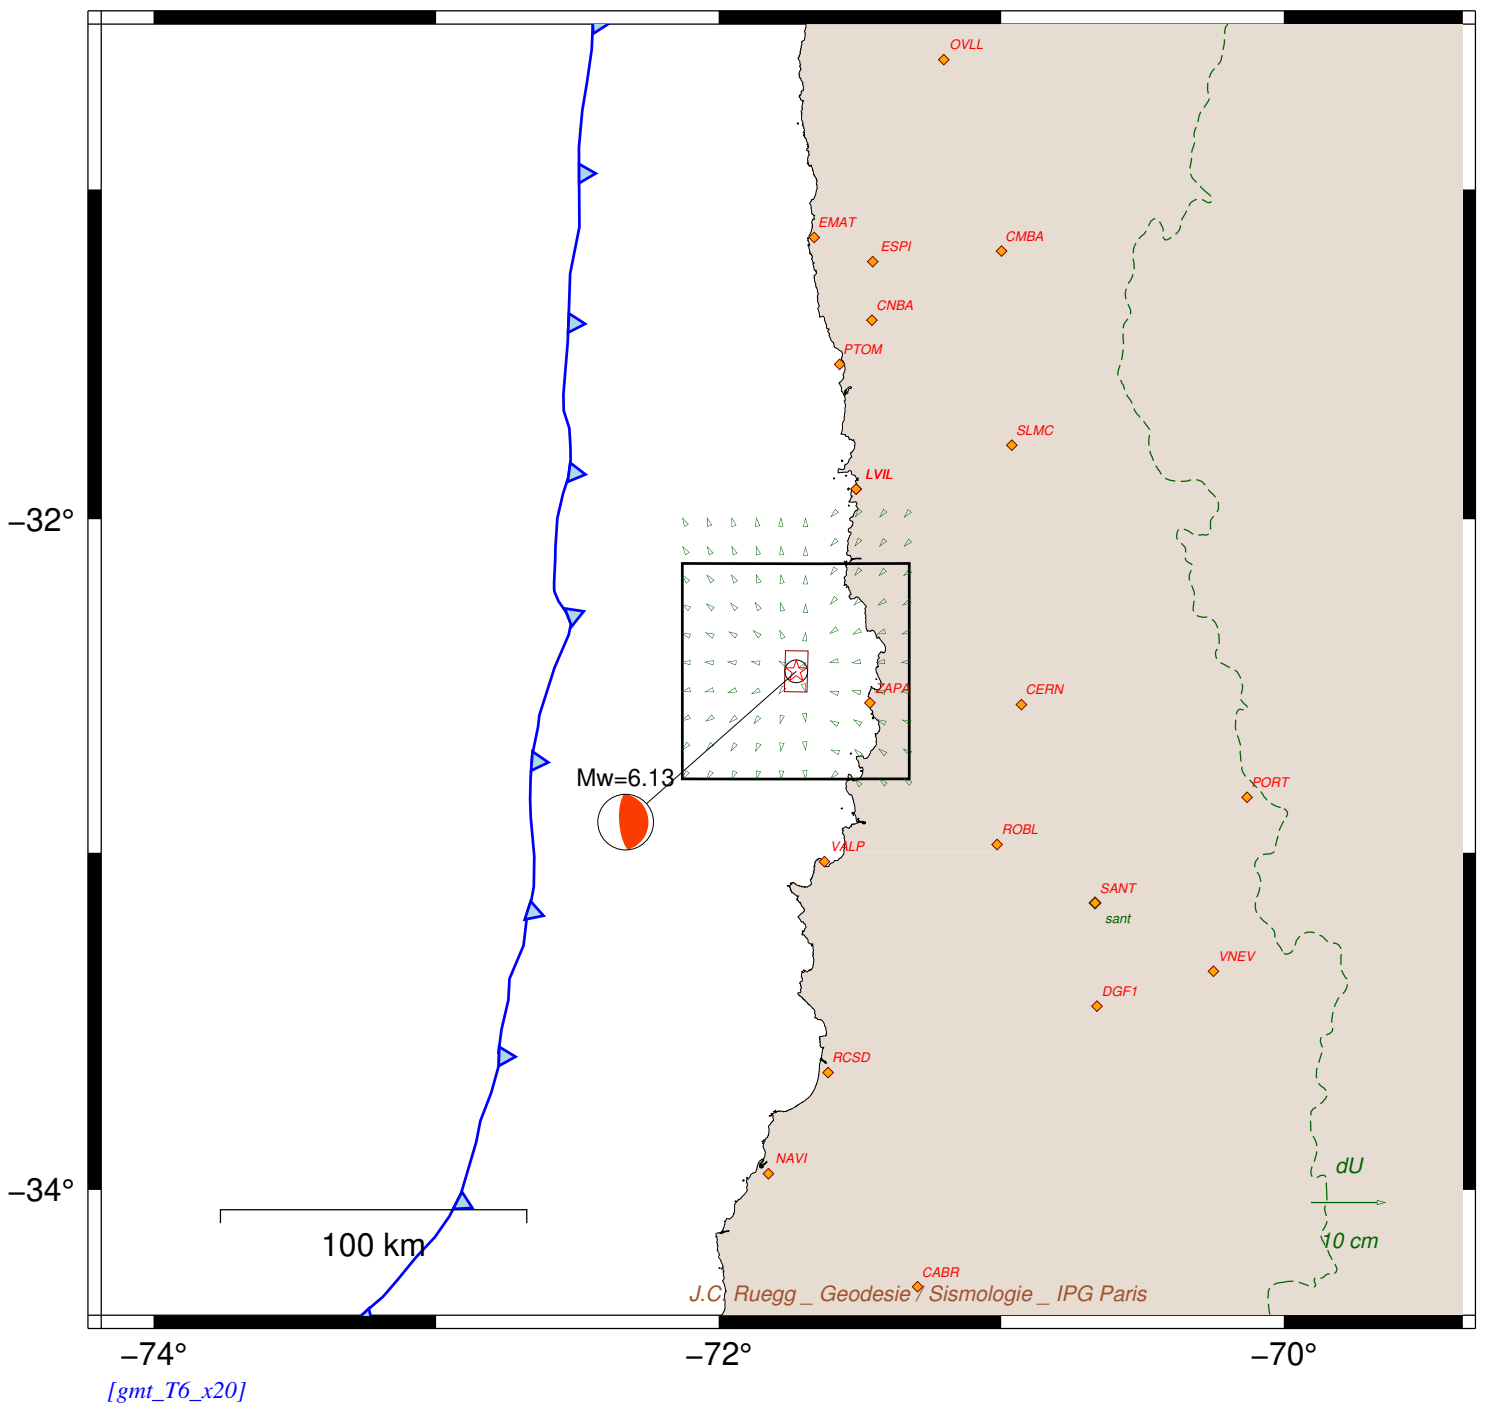 OVLL
EMAT
ESPI
CMBA
CNBA
PTOM
SLMC
LVIL
−32°
ZAPA
CERN
Mw=6.13
PORT
ROBL
VALP
SANT
sant
VNEV
DGF1
RCSD
NAVI
dU
−34°
100 km
10 cm
CABR
J.C. Ruegg _ Geodesie / Sismologie _ IPG Paris
−74°
−72°
−70°
[gmt_T6_x20]